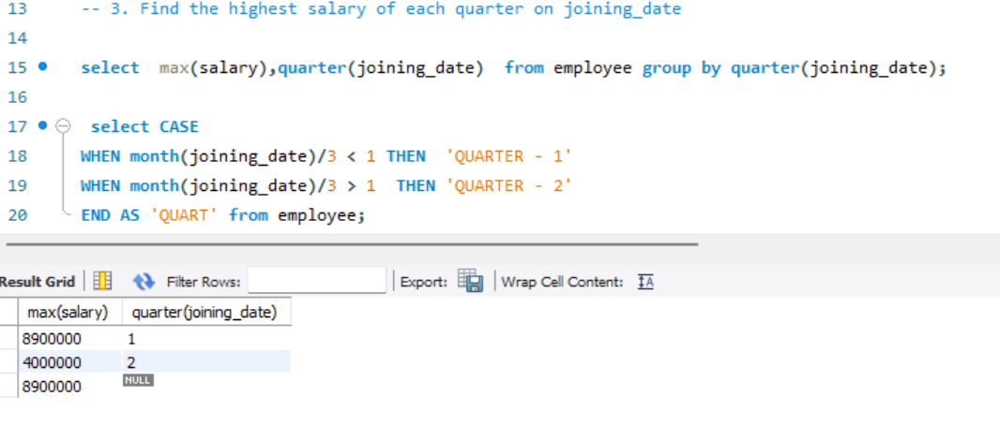 13 -- 3. Find the highest salary of each quarter on joining_date
14
15 select max(salary),quarter(joining_date) from employee group by quarter(joining_date);
16
17 select CASE
18 WHEN month(joining_date)/3 < 1 THEN 'QUARTER - 1'
19 WHEN month(joining_date)/3 > 1 THEN 'QUARTER - 2'
20 END AS 'QUART' from employee;
Result Grid Filter Rows: Export: Wrap Cell Content: IA
max(salary) quarter(joining_date)
8900000 1
4000000 2
8900000 NULL